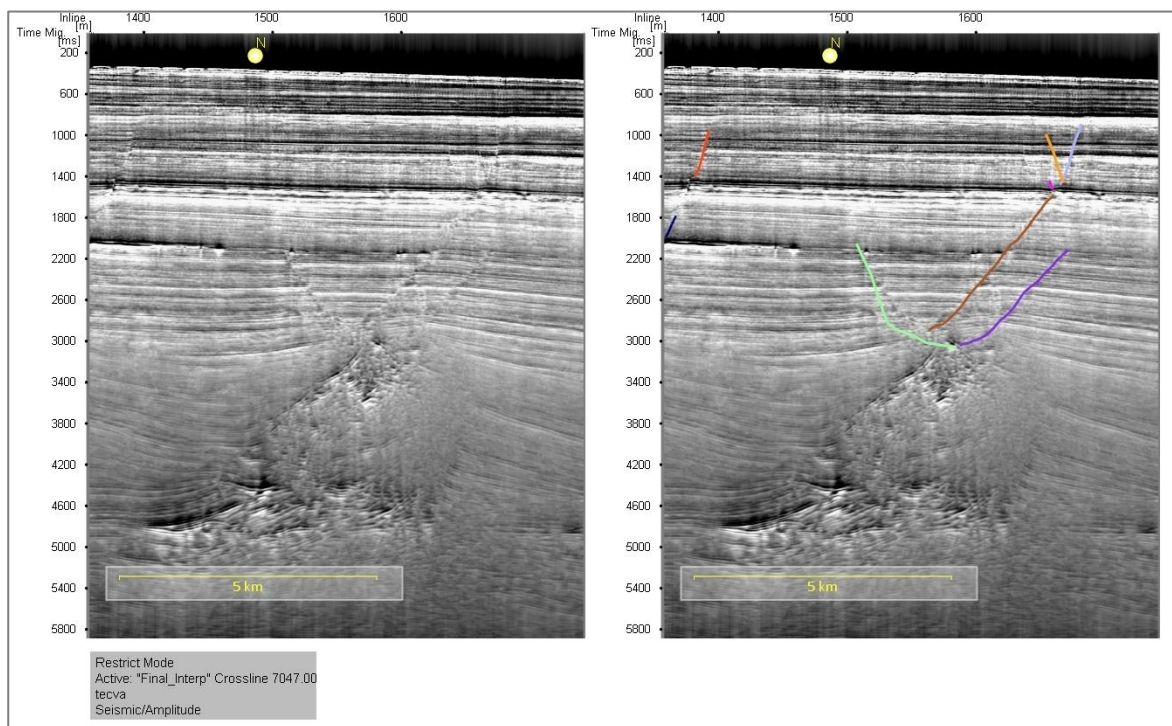 Inline 1400 1500 1600
[m]
Time Mig.
[ms]
N
200
600
1000
1400
1800
2200
2600
3000
3400
3800
4200
4600
5000
5400
5800
5 km
Restrict Mode
Active: "Final_Interp" Crossline 7047.00
tecva
Seismic/Amplitude
Inline 1400 1500 1600
[m]
Time Mig.
[ms]
N
200
600
1000
1400
1800
2200
2600
3000
3400
3800
4200
4600
5000
5400
5800
5 km